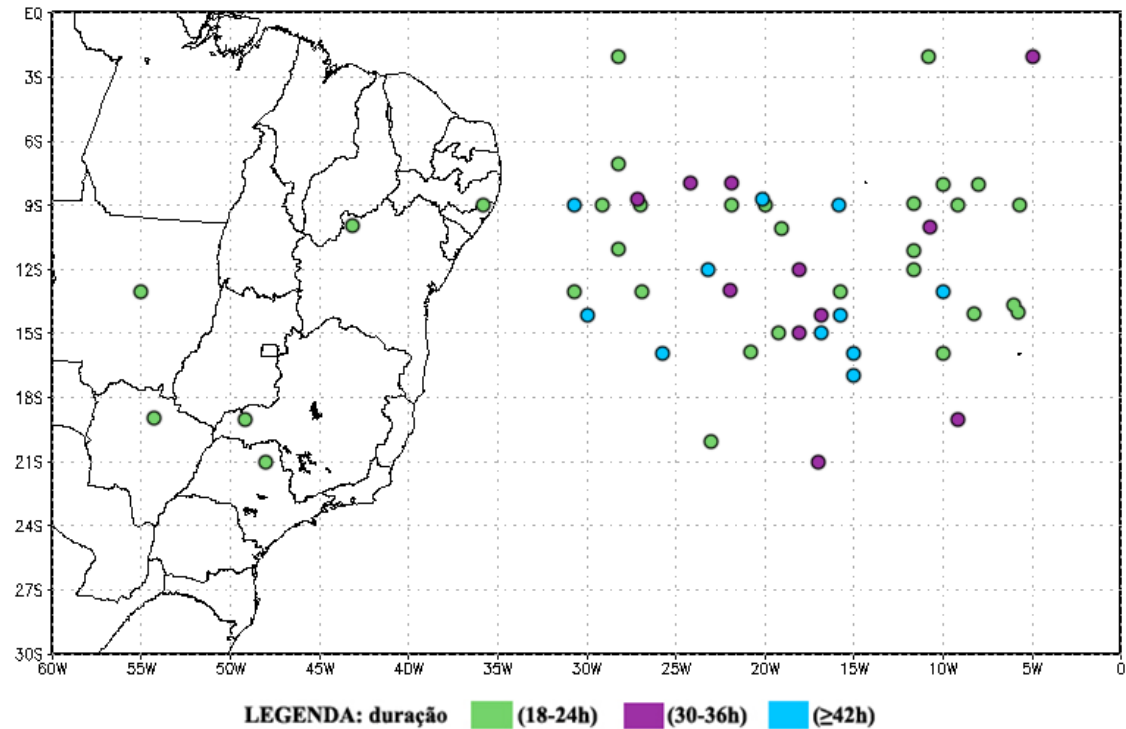 EQ
3S
6S
9S
12S
15S
18S
21S
24S
27S
30S
60W 55W 50W 45W 40W 35W 30W 25W 20W 15W 10W 5W 0
LEGENDA: duração (18-24h) (30-36h) (≥42h)